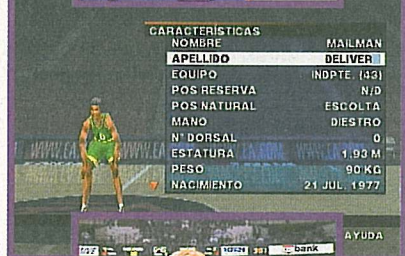 CARACTERÍSTICAS
NOMBRE MAILMAN
APELLIDO DELIVER
EQUIPO INDPTE. (43)
POS RESERVA N/D
POS NATURAL ESCOLTA
MANO DIESTRO
Nº DORSAL 0
ESTATURA 1,93 M
PESO 90 KG
NACIMIENTO 21 JUL. 1977
AYUDA
bank